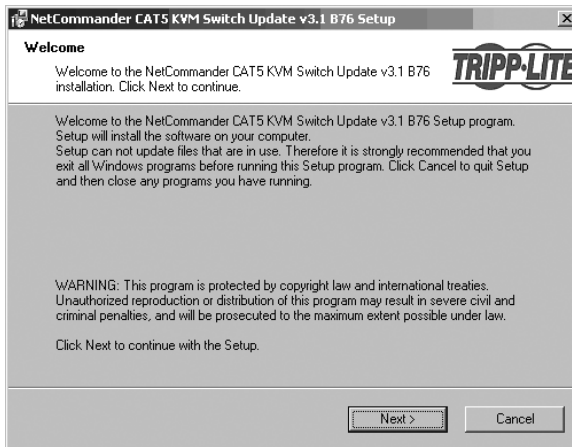 NetCommander CAT5 KVM Switch Update v3.1 B76 Setup
Welcome
Welcome to the NetCommander CAT5 KVM Switch Update v3.1 B76
installation. Click Next to continue.
TRIPP·LITE
Welcome to the NetCommander CAT5 KVM Switch Update v3.1 B76 Setup program.
Setup will install the software on your computer.
Setup can not update files that are in use. Therefore it is strongly recommended that you
exit all Windows programs before running this Setup program. Click Cancel to quit Setup
and then close any programs you have running.
WARNING: This program is protected by copyright law and international treaties.
Unauthorized reproduction or distribution of this program may result in severe civil and
criminal penalties, and will be prosecuted to the maximum extent possible under law.
Click Next to continue with the Setup.
Next >
Cancel